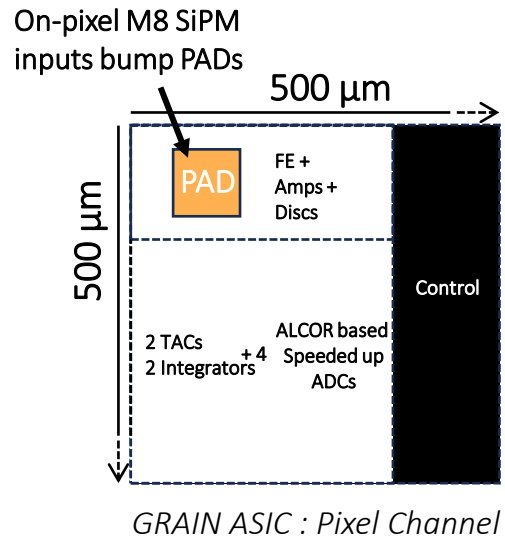 On-pixel M8 SiPM
inputs bump PADs
500 μm
500 μm
PAD
FE +
Amps +
Discs
Control
2 TACs
2 Integrators
+ 4
ALCOR based
Speeded up
ADCs
GRAIN ASIC : Pixel Channel